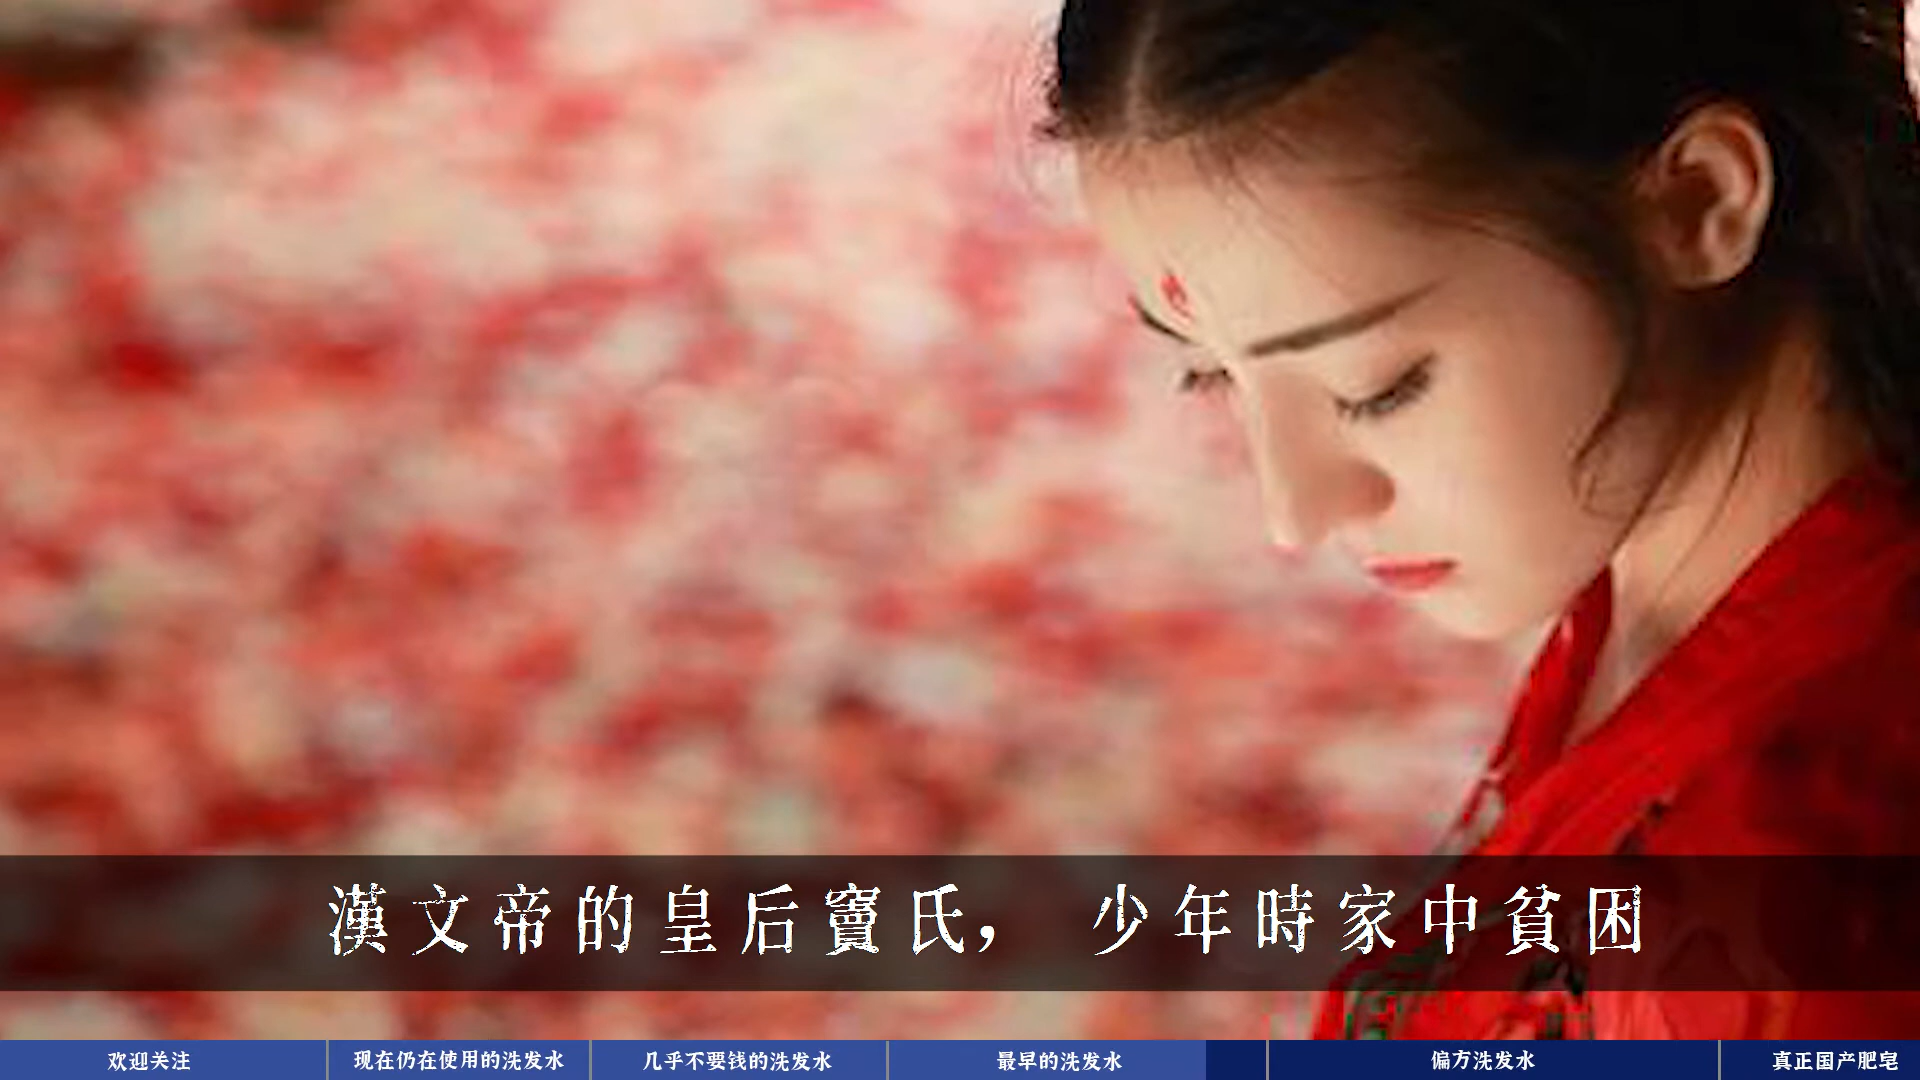 漢文帝的皇后竇氏， 少年時家中貧困
欢迎关注
现在仍在使用的洗发水
几乎不要钱的洗发水
最早的洗发水
偏方洗发水
真正国产肥皂